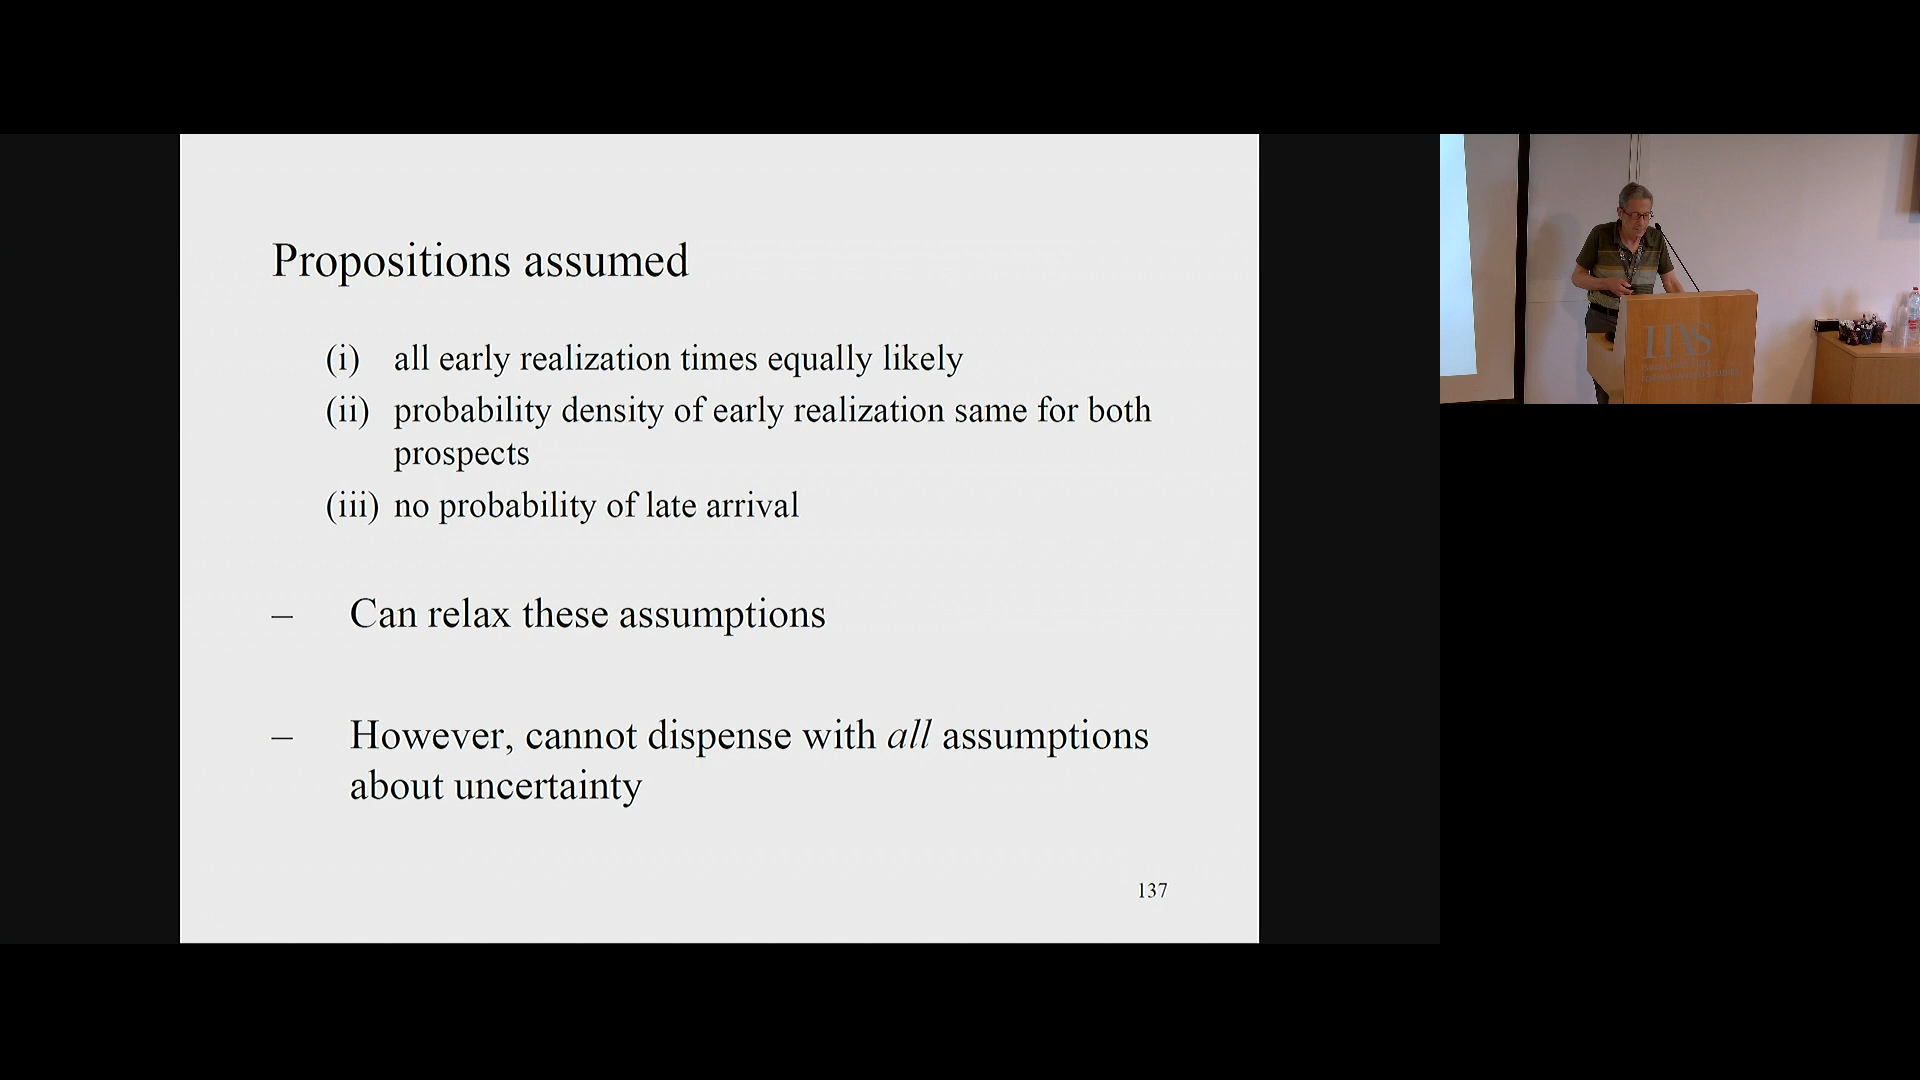 Propositions assumed
(i) all early realization times equally likely
(ii) probability density of early realization same for both
prospects
(iii) no probability of late arrival
– Can relax these assumptions
– However, cannot dispense with all assumptions
about uncertainty
137
IIAS